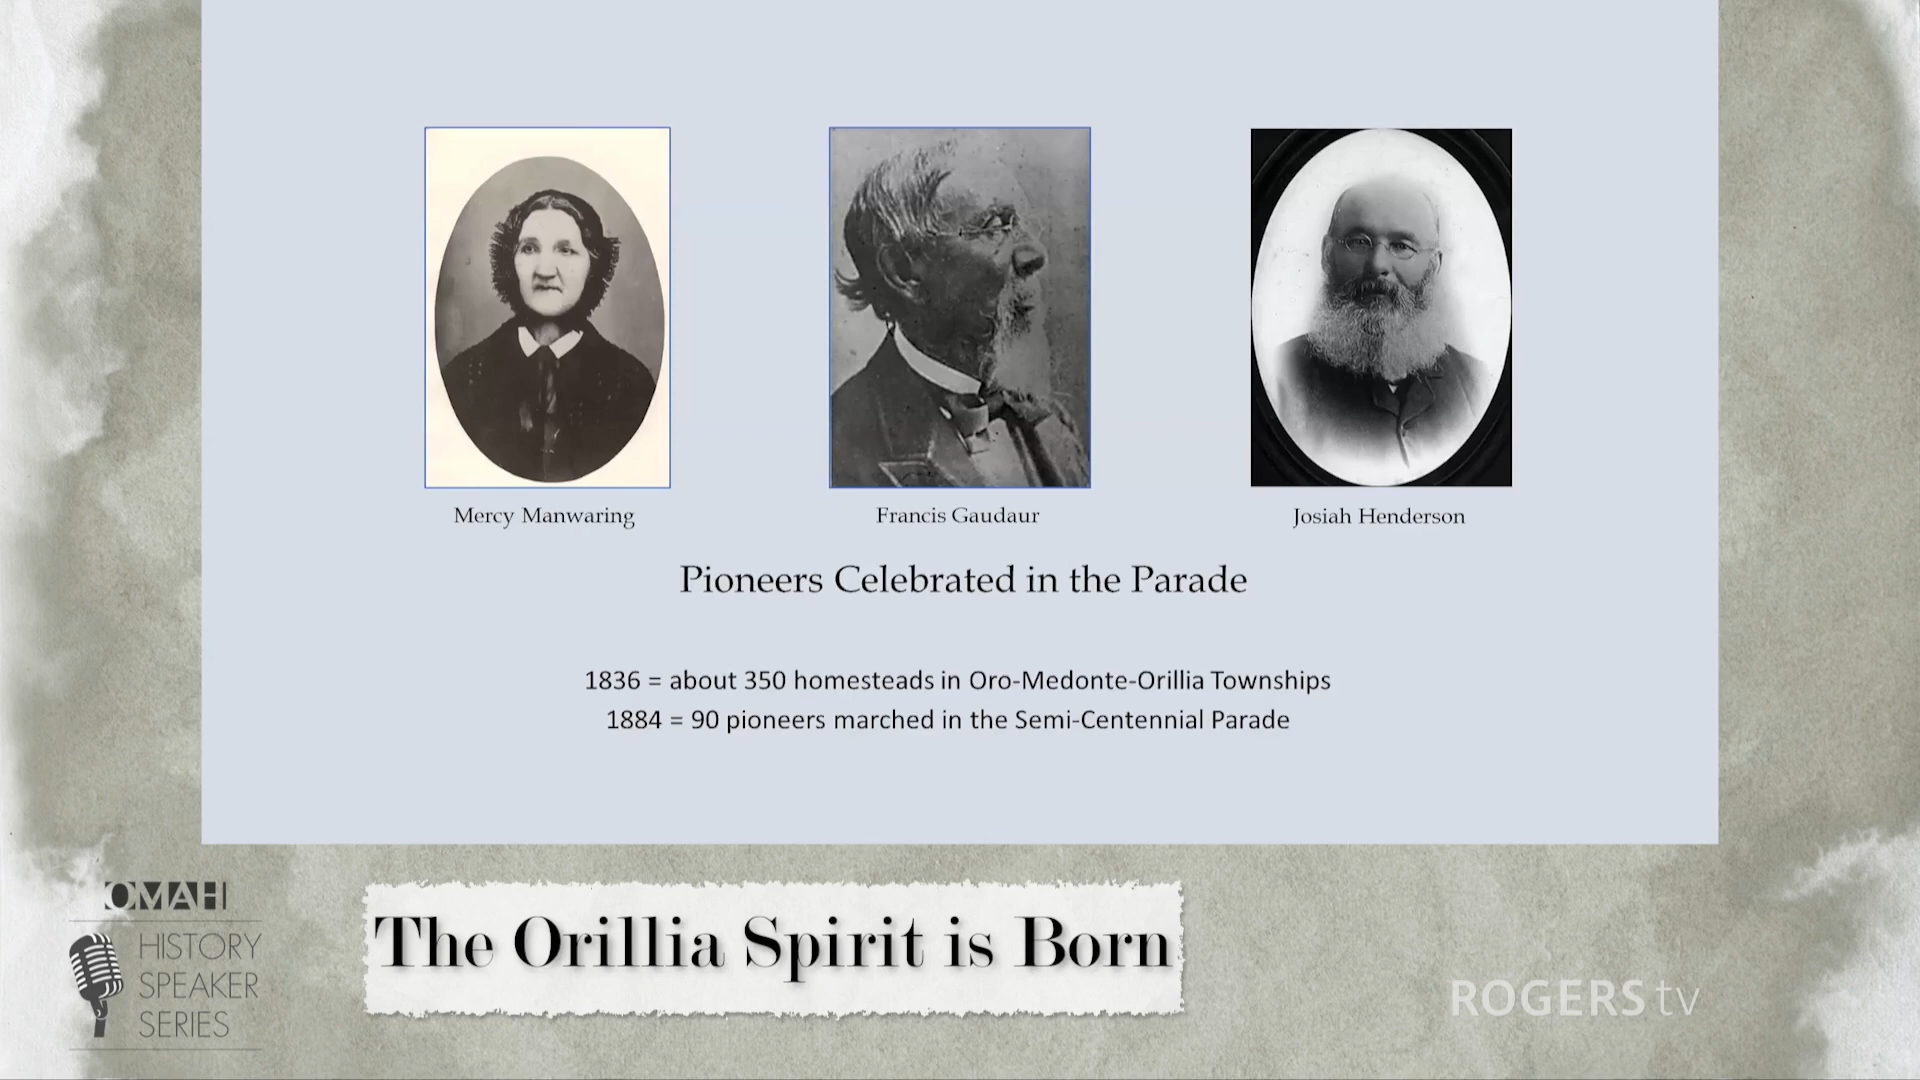 Mercy Manwaring
Francis Gaudaur
Josiah Henderson
Pioneers Celebrated in the Parade
1836 = about 350 homesteads in Oro-Medonte-Orillia Townships
1884 = 90 pioneers marched in the Semi-Centennial Parade
OMAH
HISTORY
SPEAKER
SERIES
The Orillia Spirit is Born
ROGERS tv